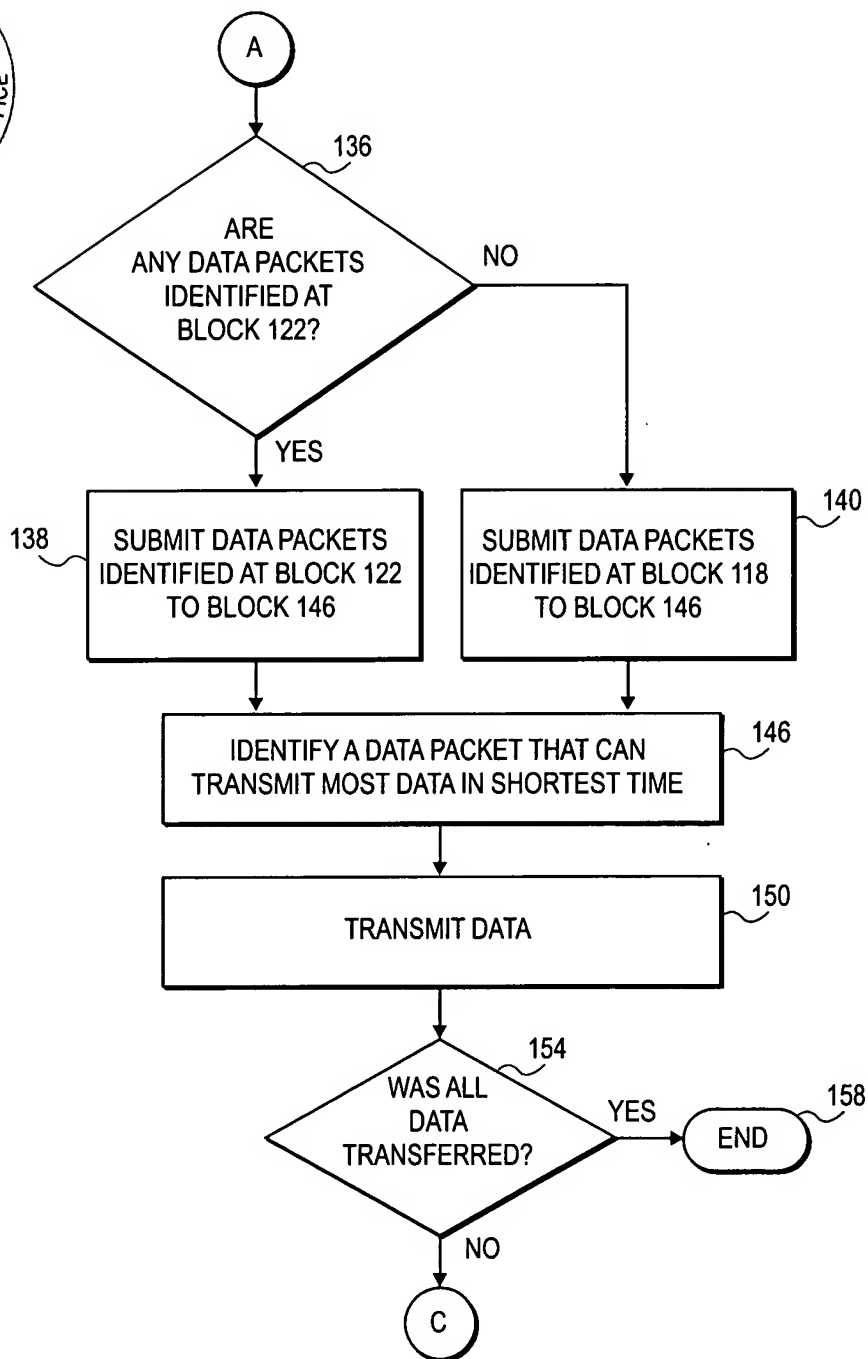 A
136
ARE
ANY DATA PACKETS
IDENTIFIED AT
BLOCK 122?
NO
YES
138
SUBMIT DATA PACKETS
IDENTIFIED AT BLOCK 122
TO BLOCK 146
140
SUBMIT DATA PACKETS
IDENTIFIED AT BLOCK 118
TO BLOCK 146
146
IDENTIFY A DATA PACKET THAT CAN
TRANSMIT MOST DATA IN SHORTEST TIME
150
TRANSMIT DATA
154
WAS ALL
DATA
TRANSFERRED?
YES
158
END
NO
C